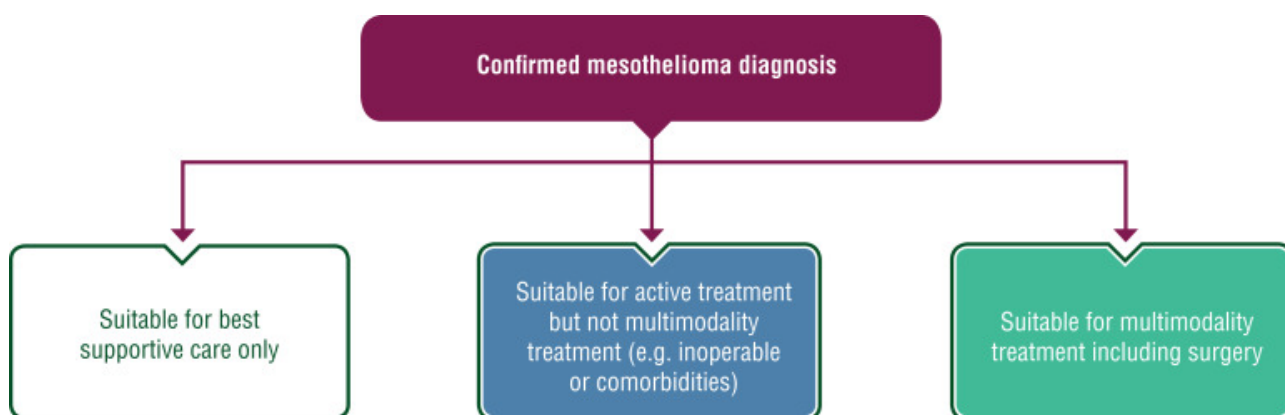 Confirmed mesothelioma diagnosis
Suitable for best
supportive care only
Suitable for active treatment
but not multimodality
treatment (e.g. inoperable
or comorbidities)
Suitable for multimodality
treatment including surgery